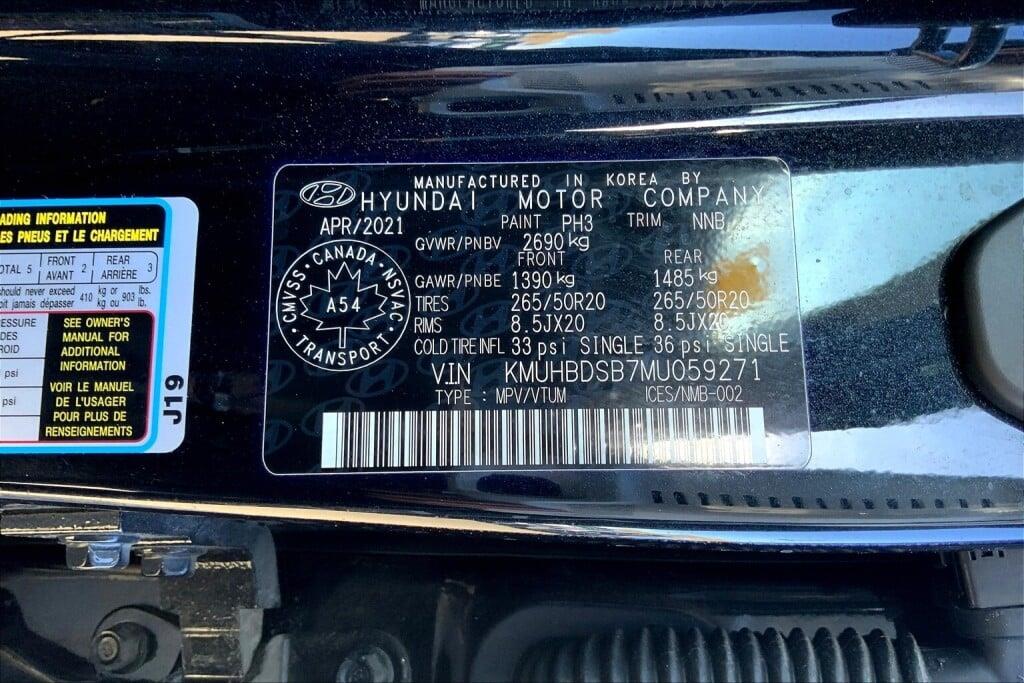 MANUFACTURED IN KOREA BY
HYUNDAI MOTOR COMPANY
APR/2021 PAINT PH3 TRIM NNB
GVWR/PNBV 2690 kg
FRONT REAR
GAWR/PNBE 1390 kg 1485 kg
TIRES 265/50R20 265/50R20
RIMS 8.5JX20 8.5JX20
COLD TIRE INFL 33 psi SINGLE 36 psi SINGLE
VIN KMUHBDSB7MU059271
TYPE : MPV/VTUM ICES/NMB-002
CMVSS · CANADA · NSVAC · TRANSPORT ·
A54
ADING INFORMATION
ES PNEUS ET LE CHARGEMENT
TOTAL 5 FRONT AVANT 2 REAR ARRIÈRE 3
should never exceed 410 kg or 903 lbs.
oit jamais dépasser kg ou lb.
ESSURE
DES
ROID
psi
psi
SEE OWNER'S
MANUAL FOR
ADDITIONAL
INFORMATION
VOIR LE MANUEL
DE L'USAGER
POUR PLUS DE
RENSEIGNEMENTS
J19